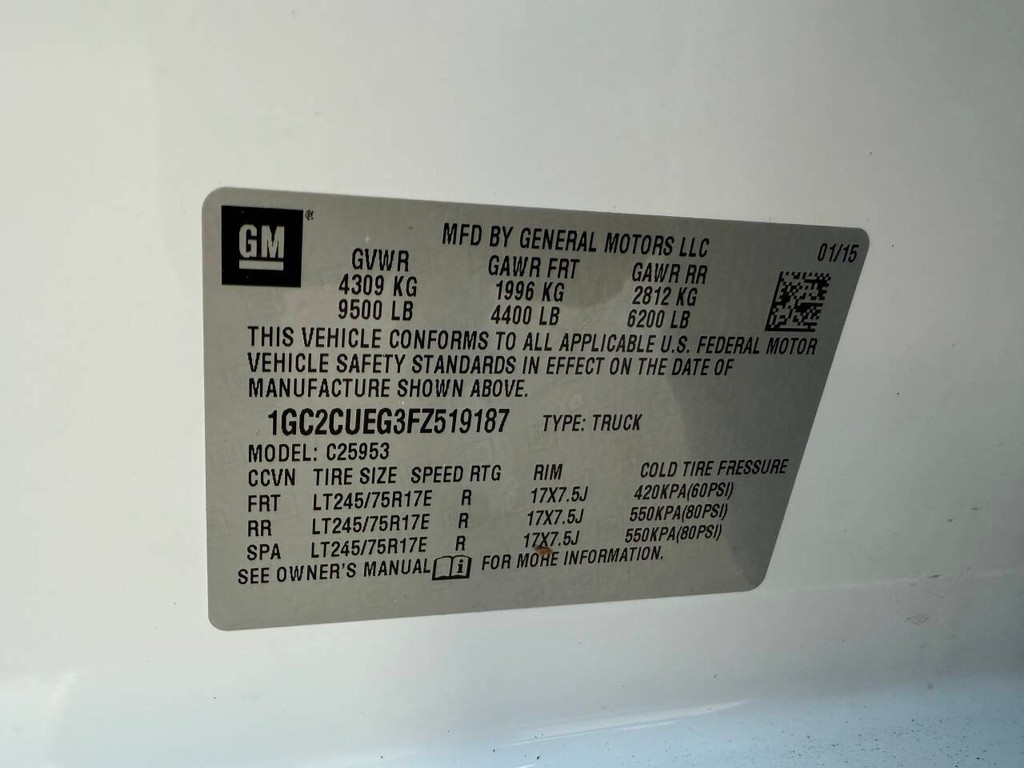 GM®
MFD BY GENERAL MOTORS LLC 01/15
GVWR GAWR FRT GAWR RR
4309 KG 1996 KG 2812 KG
9500 LB 4400 LB 6200 LB
THIS VEHICLE CONFORMS TO ALL APPLICABLE U.S. FEDERAL MOTOR
VEHICLE SAFETY STANDARDS IN EFFECT ON THE DATE OF
MANUFACTURE SHOWN ABOVE.
1GC2CUEG3FZ519187 TYPE: TRUCK
MODEL: C25953
CCVN TIRE SIZE SPEED RTG RIM COLD TIRE FRESSURE
FRT LT245/75R17E R 17X7.5J 420KPA(60PSI)
RR LT245/75R17E R 17X7.5J 550KPA(80PSI)
SPA LT245/75R17E R 17X7.5J 550KPA(80PSI)
SEE OWNER'S MANUAL i FOR MORE INFORMATION.